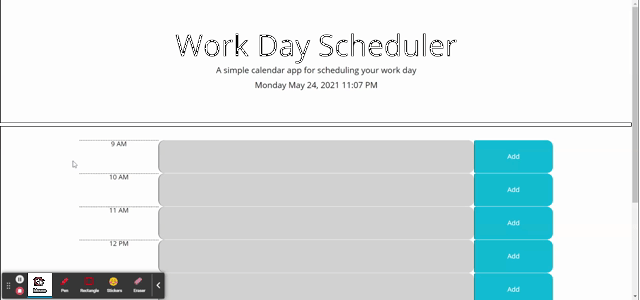 Work Day Scheduler
A simple calendar app for scheduling your work day
Monday May 24, 2021 11:07 PM
9 AM
Add
10 AM
Add
11 AM
Add
12 PM
Add
Add
Mouse Pen Rectangle Stickers Eraser